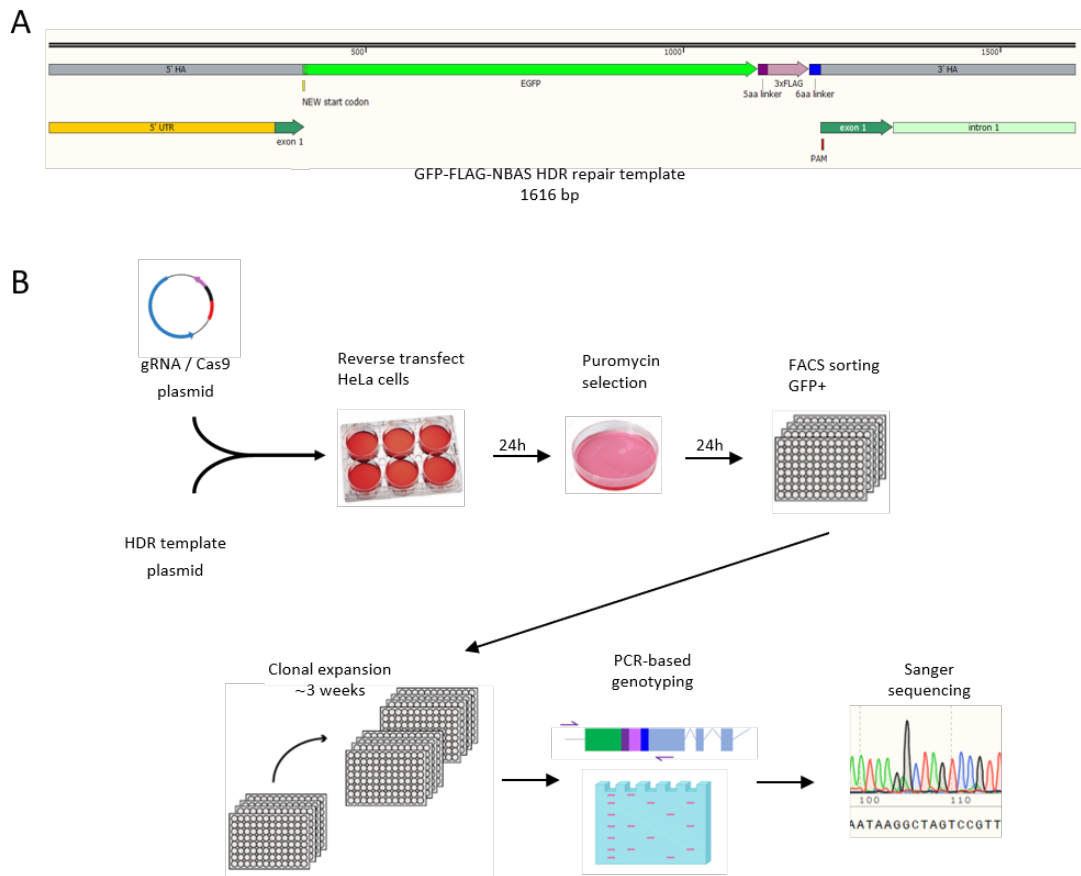 A
500
1000
1500
5' HA
EGFP
3xFLAG
3' HA
NEW start codon
5aa linker
6aa linker
5' UTR
exon 1
exon 1
intron 1
PAM
GFP-FLAG-NBAS HDR repair template
1616 bp
B
gRNA / Cas9
plasmid
Reverse transfect
HeLa cells
Puromycin
selection
FACS sorting
GFP+
24h
24h
HDR template
plasmid
Clonal expansion
~3 weeks
PCR-based
genotyping
Sanger
sequencing
100
110
AATAAGGCTAGTCCGTT